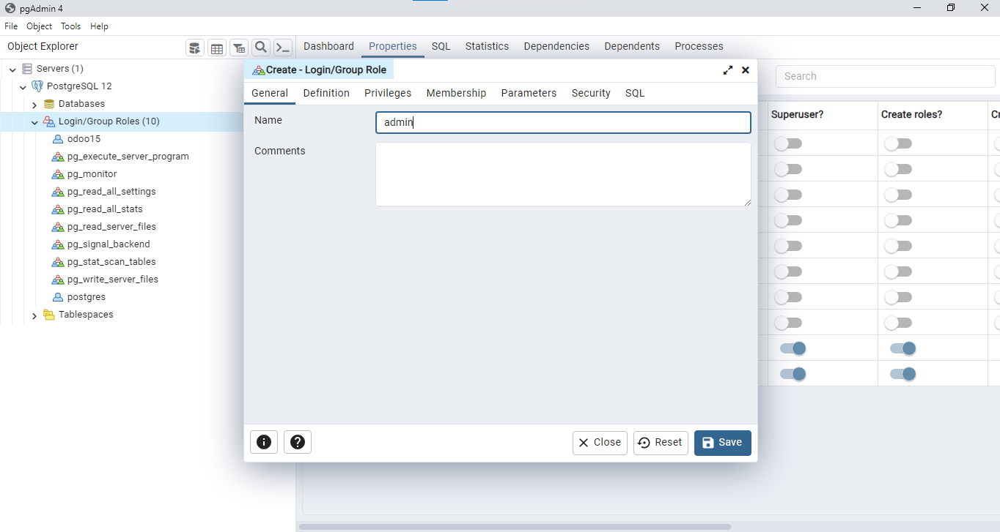 pgAdmin 4
File Object Tools Help
Object Explorer
Dashboard Properties SQL Statistics Dependencies Dependents Processes
Servers (1)
PostgreSQL 12
Databases
Login/Group Roles (10)
odoo15
pg_execute_server_program
pg_monitor
pg_read_all_settings
pg_read_all_stats
pg_read_server_files
pg_signal_backend
pg_stat_scan_tables
pg_write_server_files
postgres
Tablespaces
Create - Login/Group Role
General Definition Privileges Membership Parameters Security SQL
Name admin
Comments
Close Reset Save
Search
Superuser? Create roles? Cr